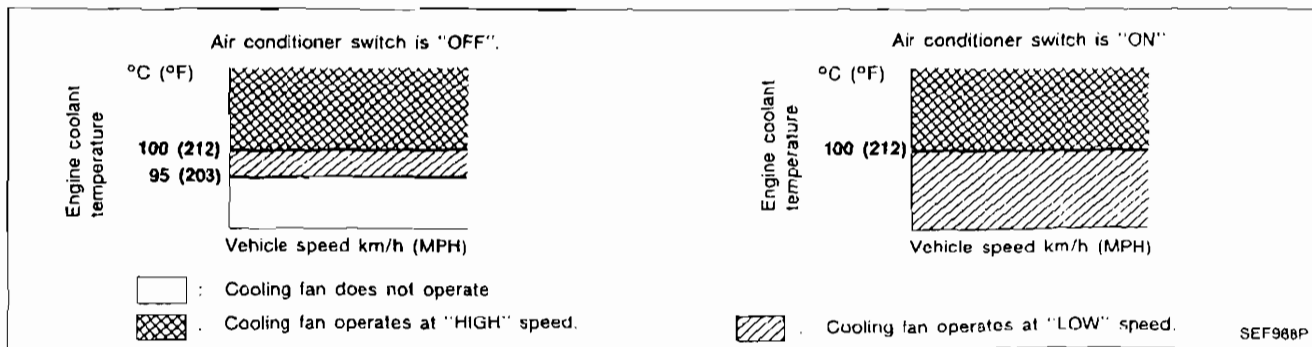 Air conditioner switch is "OFF".
°C (°F)
Engine coolant
temperature
100 (212)
95 (203)
Vehicle speed km/h (MPH)
Air conditioner switch is "ON"
°C (°F)
Engine coolant
temperature
100 (212)
Vehicle speed km/h (MPH)
: Cooling fan does not operate
. Cooling fan operates at "HIGH" speed.
. Cooling fan operates at "LOW" speed.
SEF968P